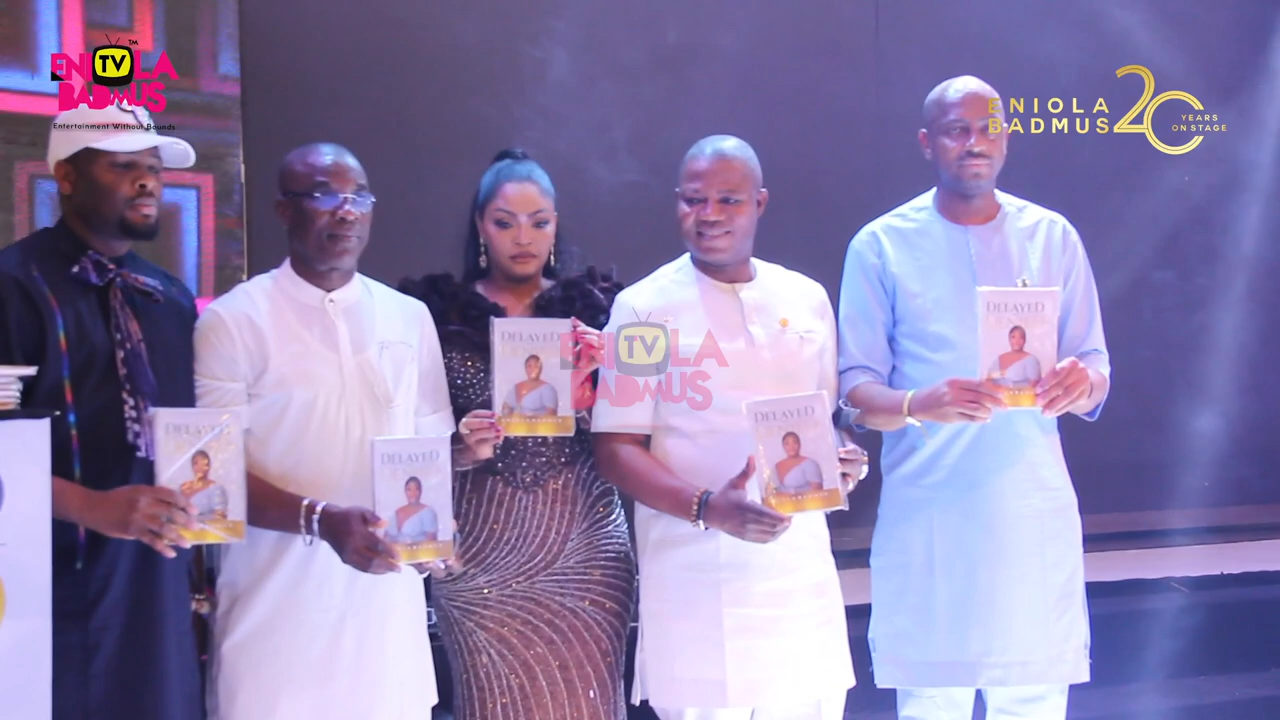 ENIOLA
TV
BADMUS
TM
Entertainment Without Bounds
ENIOLA
BADMUS
20
YEARS
ON STAGE
DELAYED
DELAYED
DELAYED
DELAYED
DELAYED
ENIOLA
TV
BADMUS